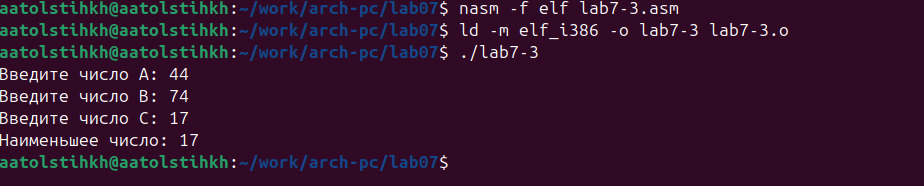 aatolstihkh@aatolstihkh:~/work/arch-pc/lab07$ nasm -f elf lab7-3.asm
aatolstihkh@aatolstihkh:~/work/arch-pc/lab07$ ld -m elf_i386 -o lab7-3 lab7-3.o
aatolstihkh@aatolstihkh:~/work/arch-pc/lab07$ ./lab7-3
Введите число A: 44
Введите число B: 74
Введите число C: 17
Наименьшее число: 17
aatolstihkh@aatolstihkh:~/work/arch-pc/lab07$